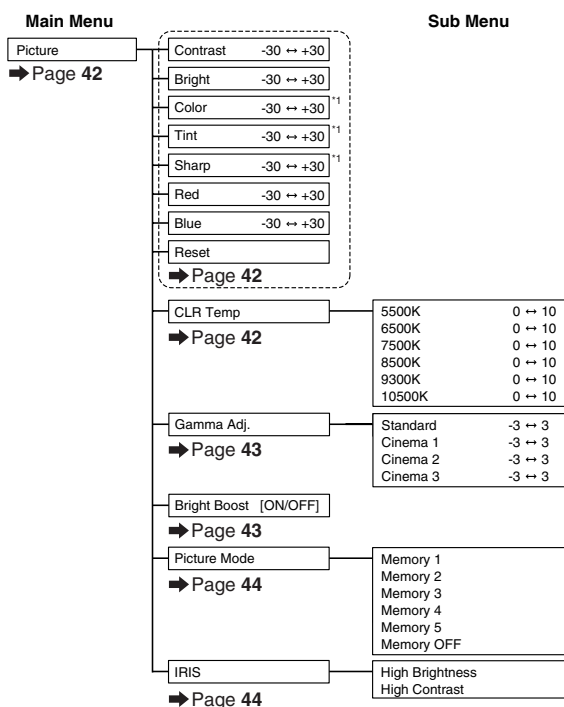 Main Menu
Sub Menu
Picture
➡ Page 42
Contrast -30 ↔ +30
Bright -30 ↔ +30
Color -30 ↔ +30 *1
Tint -30 ↔ +30 *1
Sharp -30 ↔ +30 *1
Red -30 ↔ +30
Blue -30 ↔ +30
Reset
➡ Page 42
CLR Temp
➡ Page 42
5500K 0 ↔ 10
6500K 0 ↔ 10
7500K 0 ↔ 10
8500K 0 ↔ 10
9300K 0 ↔ 10
10500K 0 ↔ 10
Gamma Adj.
➡ Page 43
Standard -3 ↔ 3
Cinema 1 -3 ↔ 3
Cinema 2 -3 ↔ 3
Cinema 3 -3 ↔ 3
Bright Boost [ON/OFF]
➡ Page 43
Picture Mode
➡ Page 44
Memory 1
Memory 2
Memory 3
Memory 4
Memory 5
Memory OFF
IRIS
➡ Page 44
High Brightness
High Contrast